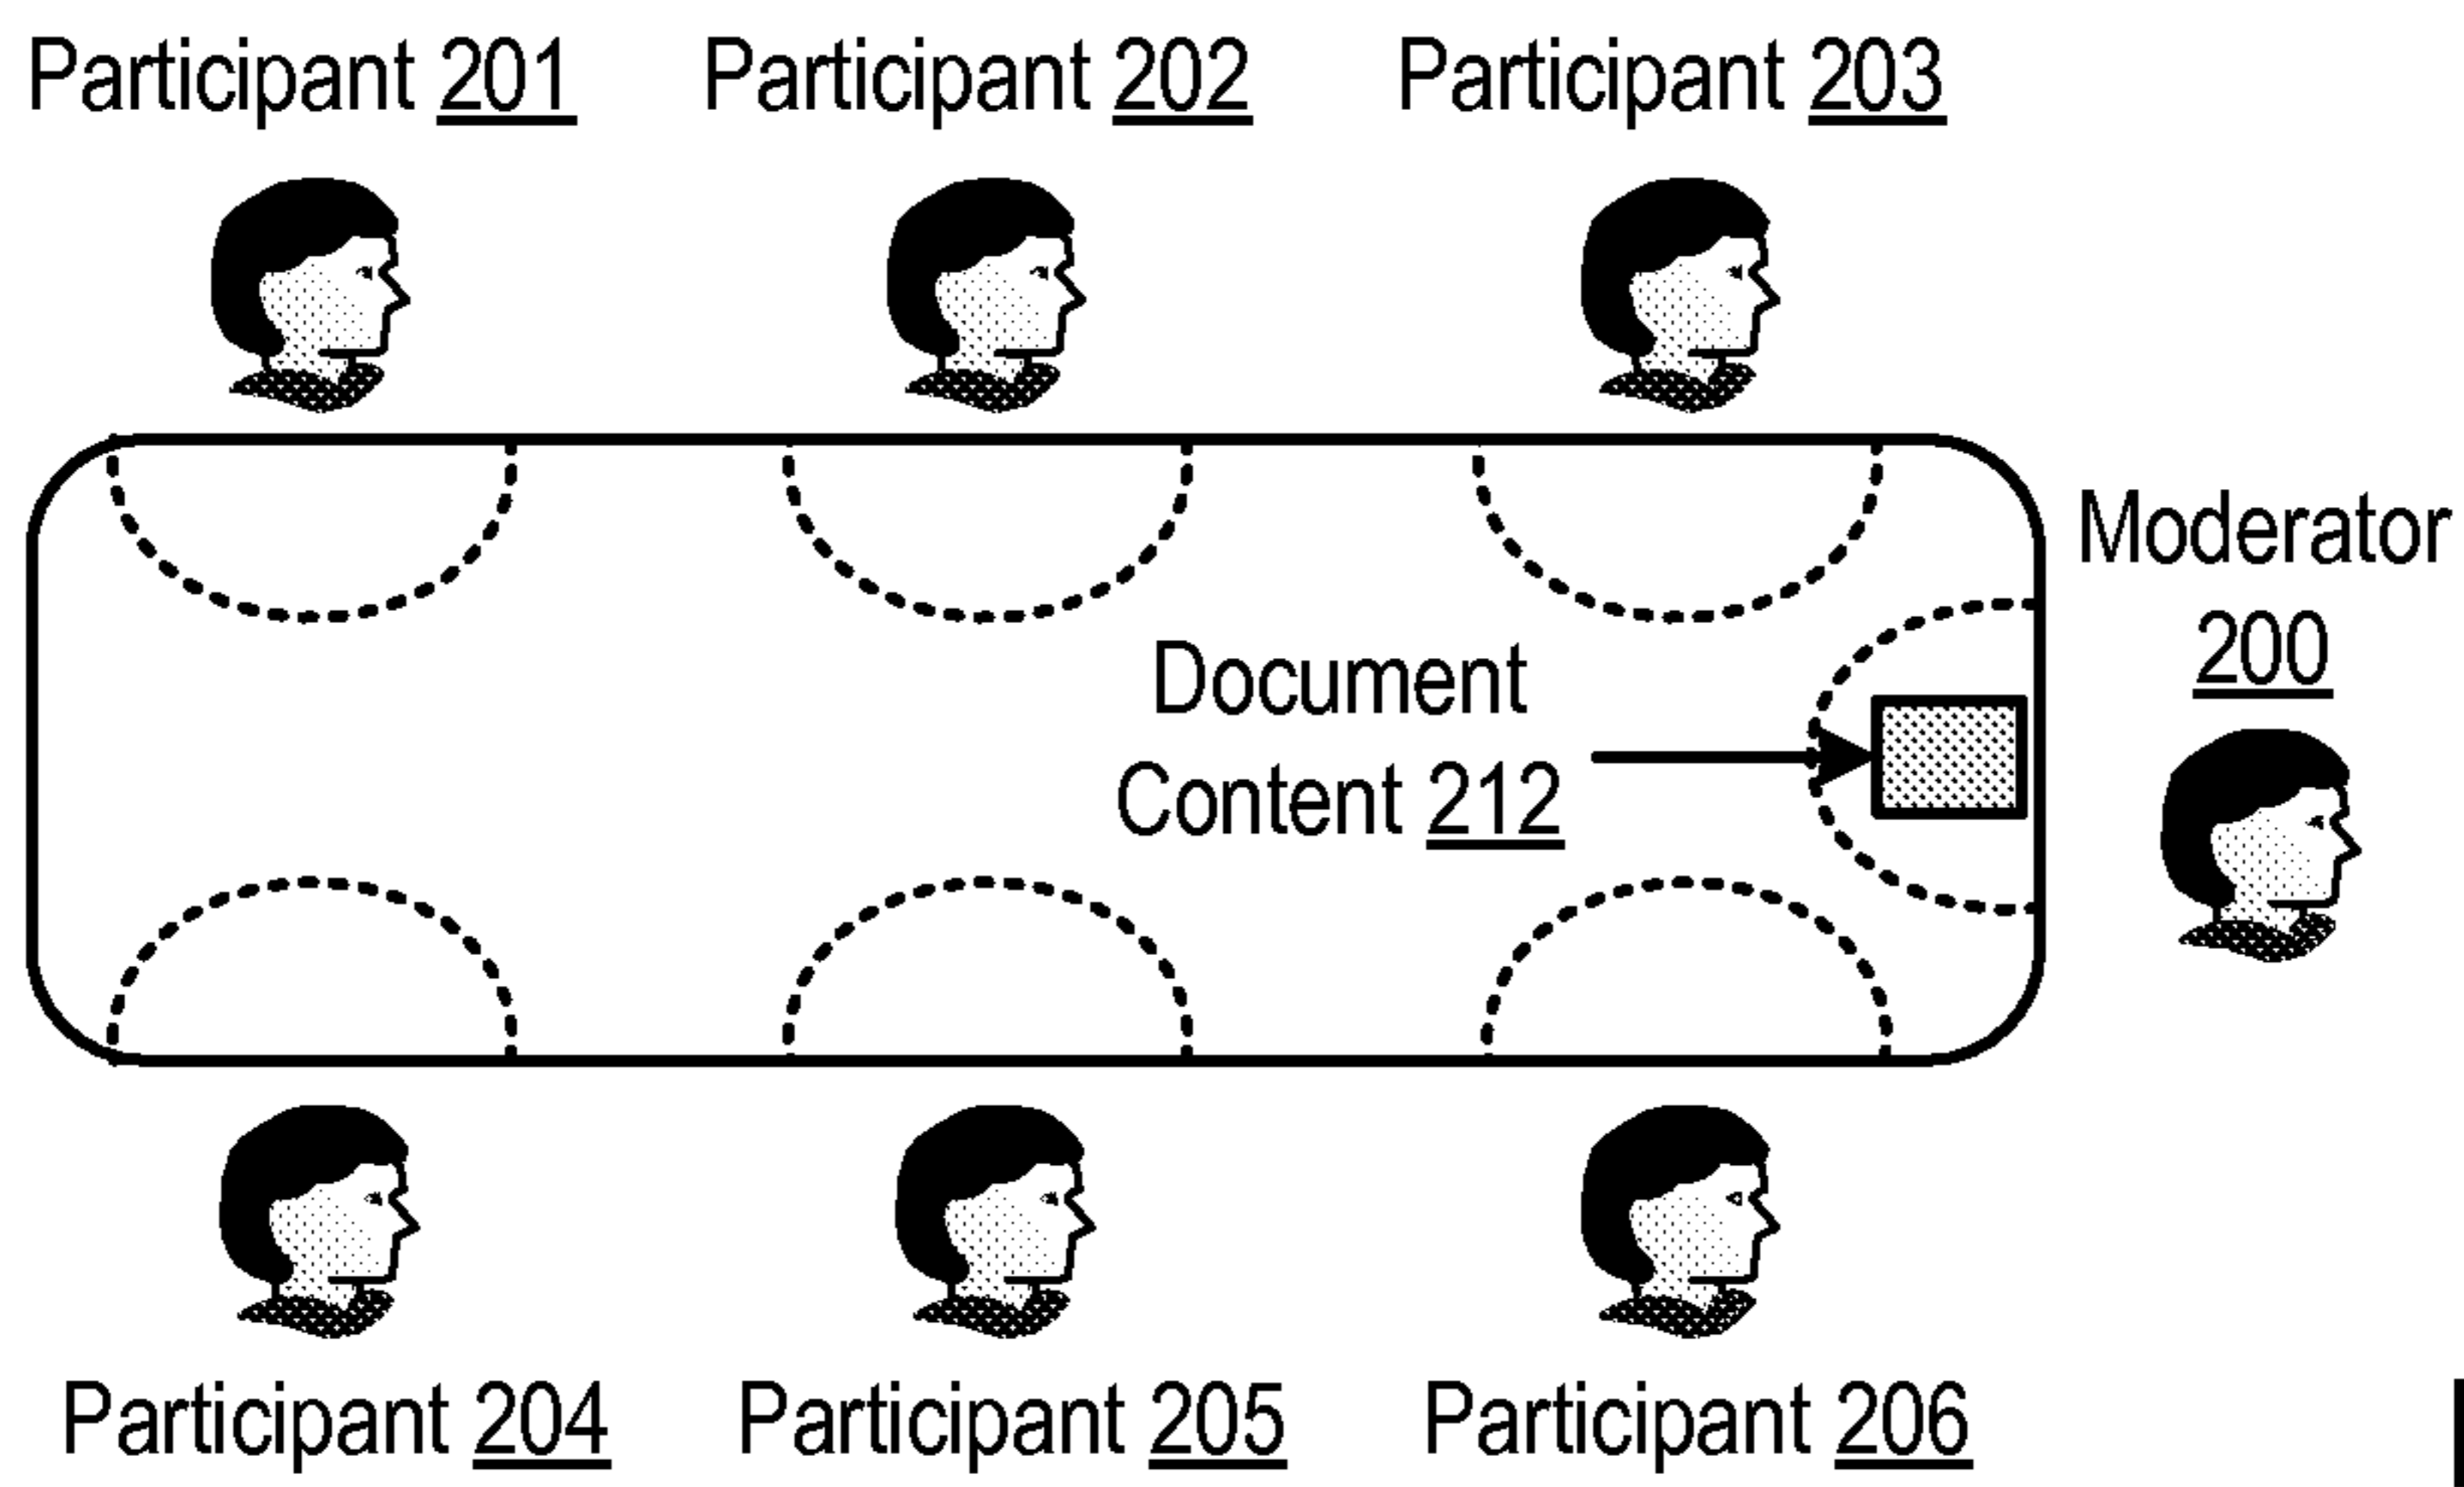 Participant 201
Participant 202
Participant 203
Moderator
200
Document
Content 212
Participant 204
Participant 205
Participant 206